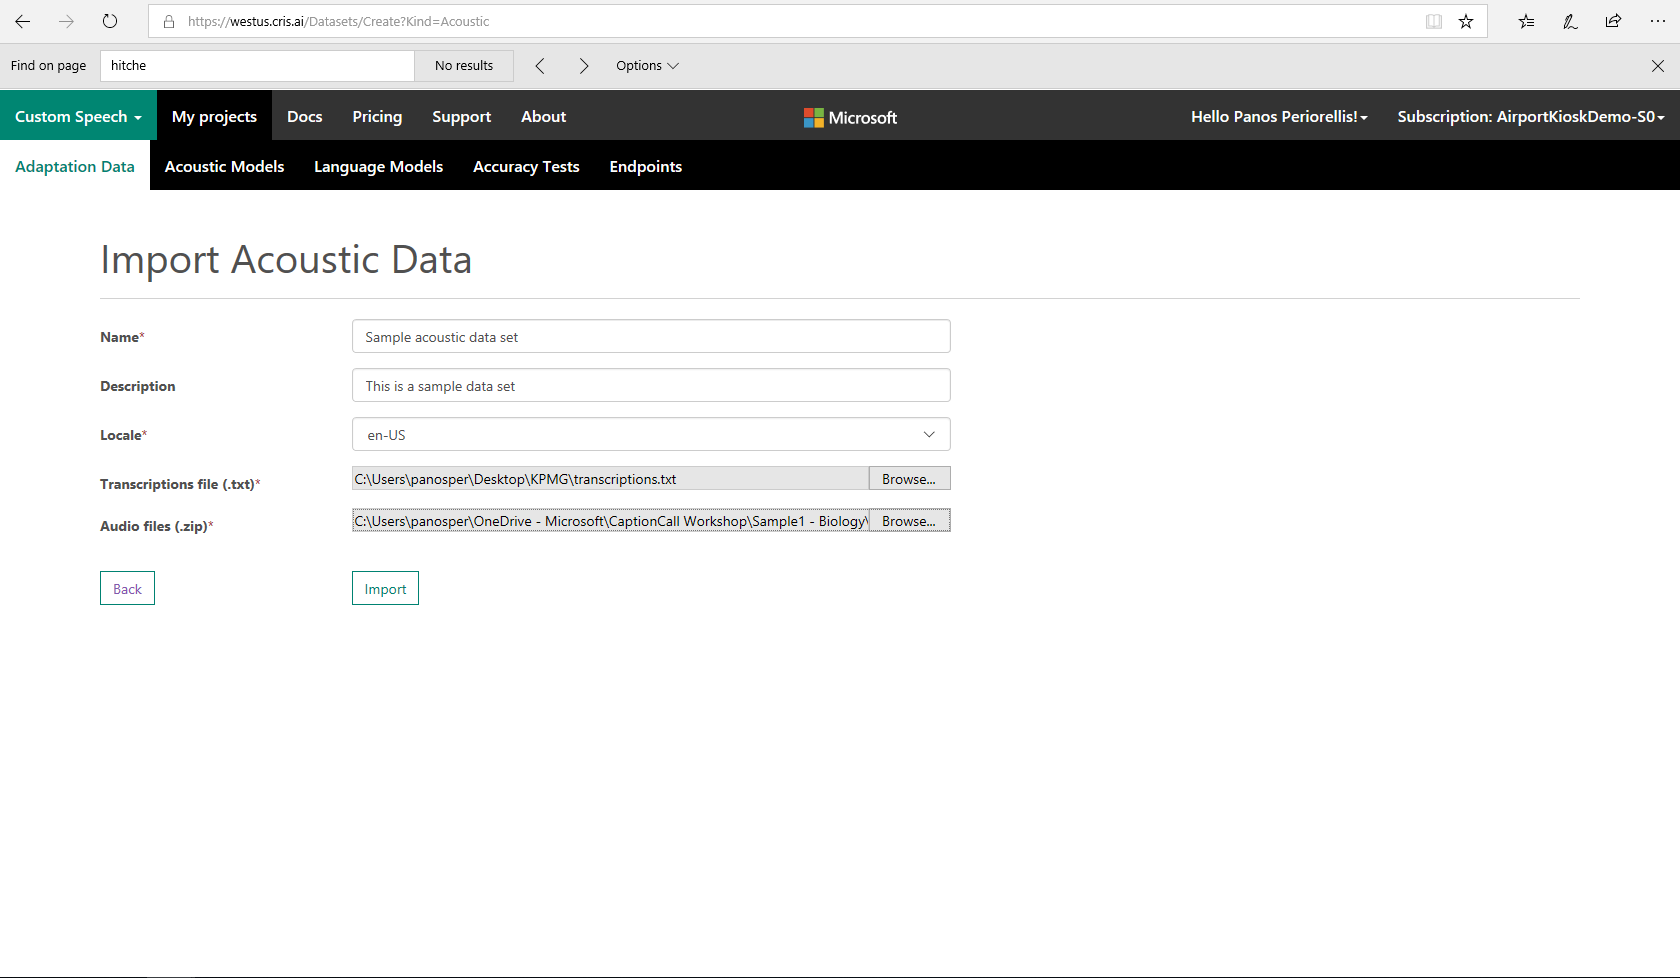 https://westus.cris.ai/Datasets/Create?Kind=Acoustic
Find on page hitche No results Options
Custom Speech My projects Docs Pricing Support About Microsoft Hello Panos Periorellis! Subscription: AirportKioskDemo-S0
Adaptation Data Acoustic Models Language Models Accuracy Tests Endpoints
Import Acoustic Data
Name* Sample acoustic data set
Description This is a sample data set
Locale* en-US
Transcriptions file (.txt)* C:\Users\panosper\Desktop\KPMG\transcriptions.txt Browse...
Audio files (.zip)* C:\Users\panosper\OneDrive - Microsoft\CaptionCall Workshop\Sample1 - Biology\ Browse...
Back Import